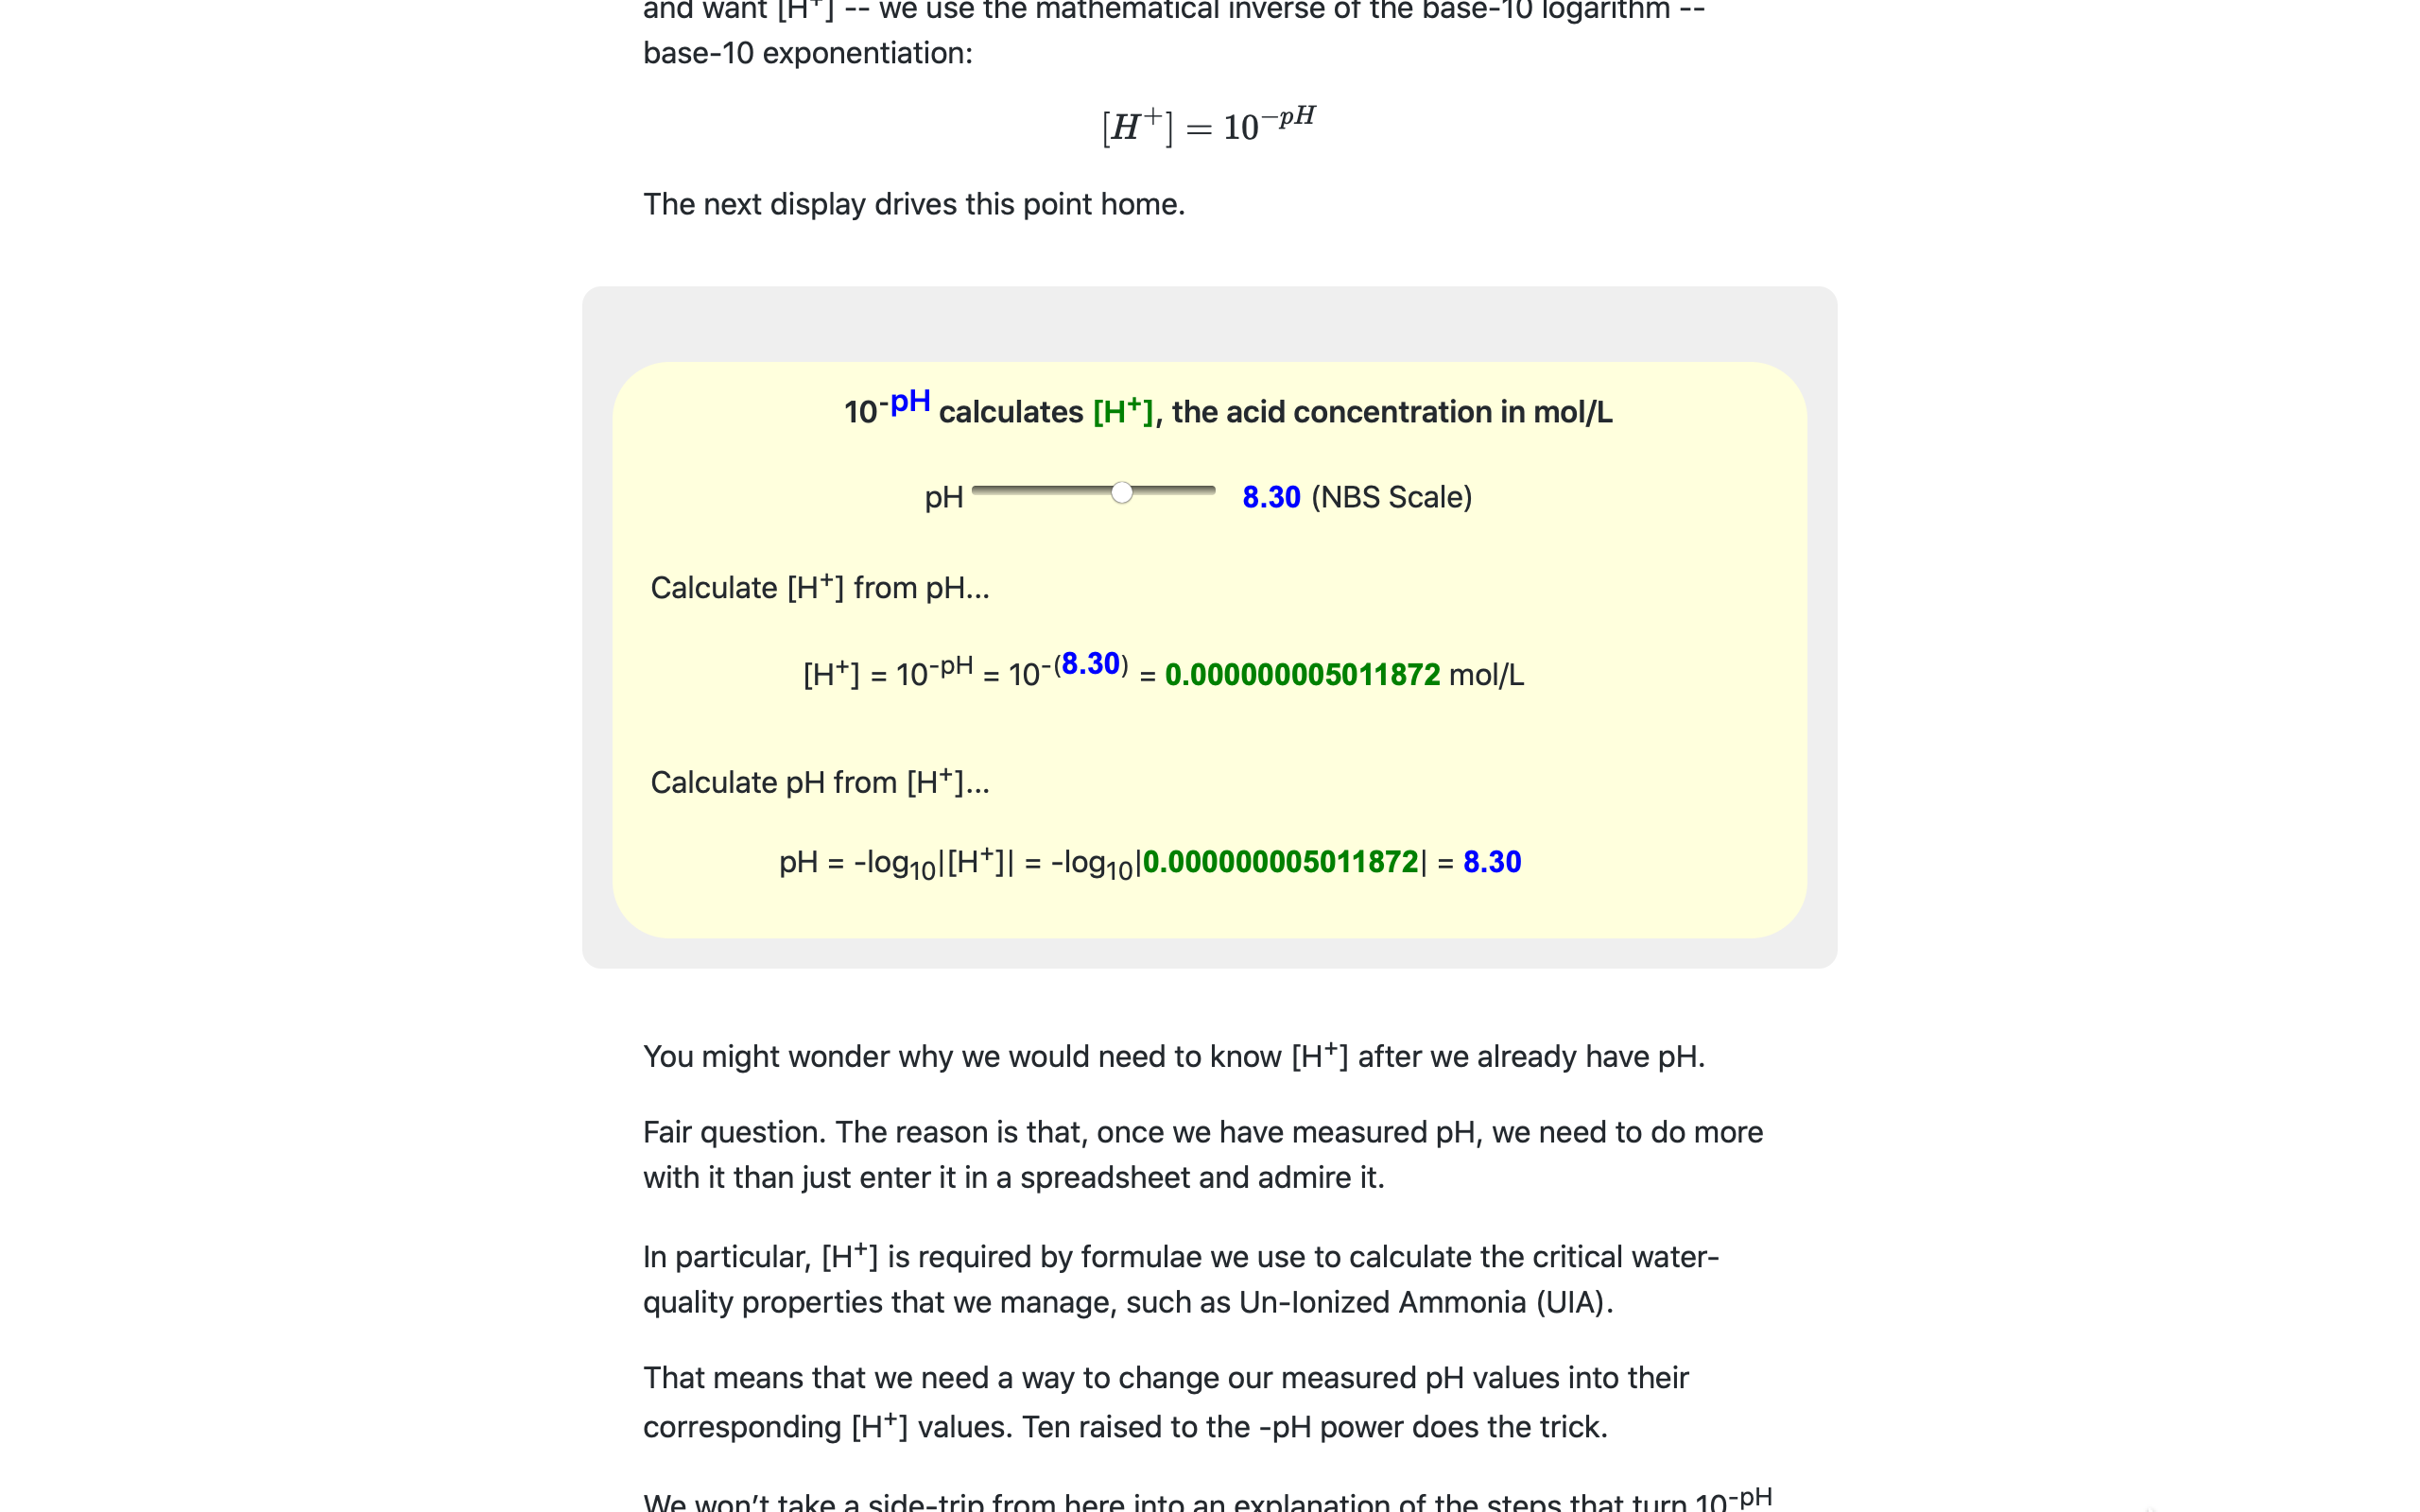 and want [H⁺] -- we use the mathematical inverse of the base-10 logarithm --
base-10 exponentiation:
[H⁺] = 10⁻ᵖᴴ
The next display drives this point home.
10⁻ᵖᴴ calculates [H⁺], the acid concentration in mol/L
pH 8.30 (NBS Scale)
Calculate [H⁺] from pH...
[H⁺] = 10⁻ᵖᴴ = 10⁻⁽⁸·³⁰⁾ = 0.000000005011872 mol/L
Calculate pH from [H⁺]...
pH = -log₁₀|[H⁺]| = -log₁₀|0.000000005011872| = 8.30
You might wonder why we would need to know [H⁺] after we already have pH.
Fair question. The reason is that, once we have measured pH, we need to do more
with it than just enter it in a spreadsheet and admire it.
In particular, [H⁺] is required by formulae we use to calculate the critical water-
quality properties that we manage, such as Un-Ionized Ammonia (UIA).
That means that we need a way to change our measured pH values into their
corresponding [H⁺] values. Ten raised to the -pH power does the trick.
We won't take a side-trip from here into an explanation of the steps that turn 10⁻ᵖᴴ